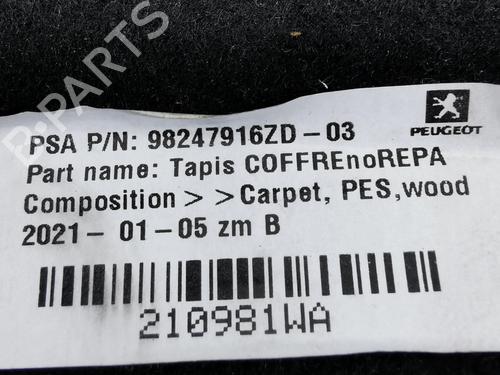 PSA P/N: 98247916ZD-03
PEUGEOT
Part name: Tapis COFFREnoREPA
Composition > >Carpet, PES,wood
2021- 01-05 zm B
210981WA
B-PARTS